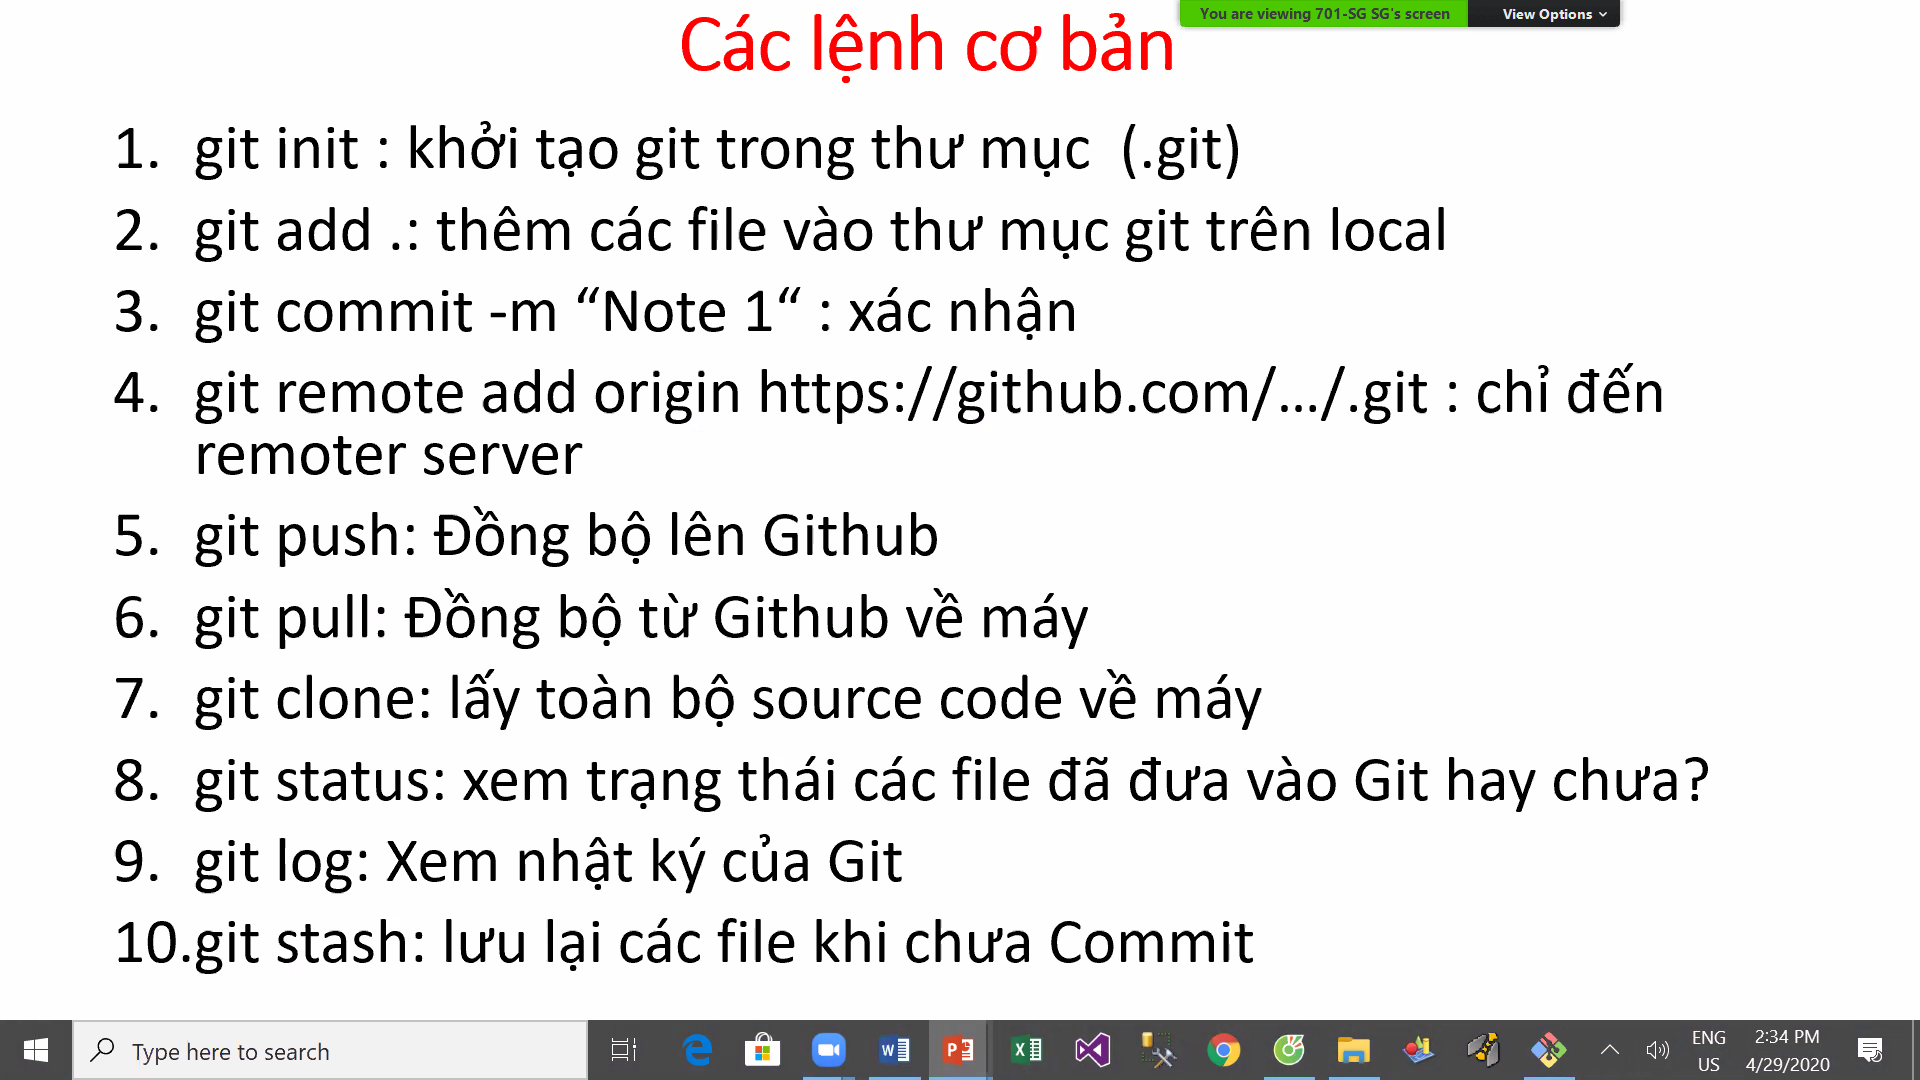 You are viewing 701-SG SG's screen
View Options
Các lệnh cơ bản
1. git init : khởi tạo git trong thư mục (.git)
2. git add .: thêm các file vào thư mục git trên local
3. git commit -m “Note 1“ : xác nhận
4. git remote add origin https://github.com/…/.git : chỉ đến
remoter server
5. git push: Đồng bộ lên Github
6. git pull: Đồng bộ từ Github về máy
7. git clone: lấy toàn bộ source code về máy
8. git status: xem trạng thái các file đã đưa vào Git hay chưa?
9. git log: Xem nhật ký của Git
10.git stash: lưu lại các file khi chưa Commit
Type here to search
ENG
US
2:34 PM
4/29/2020